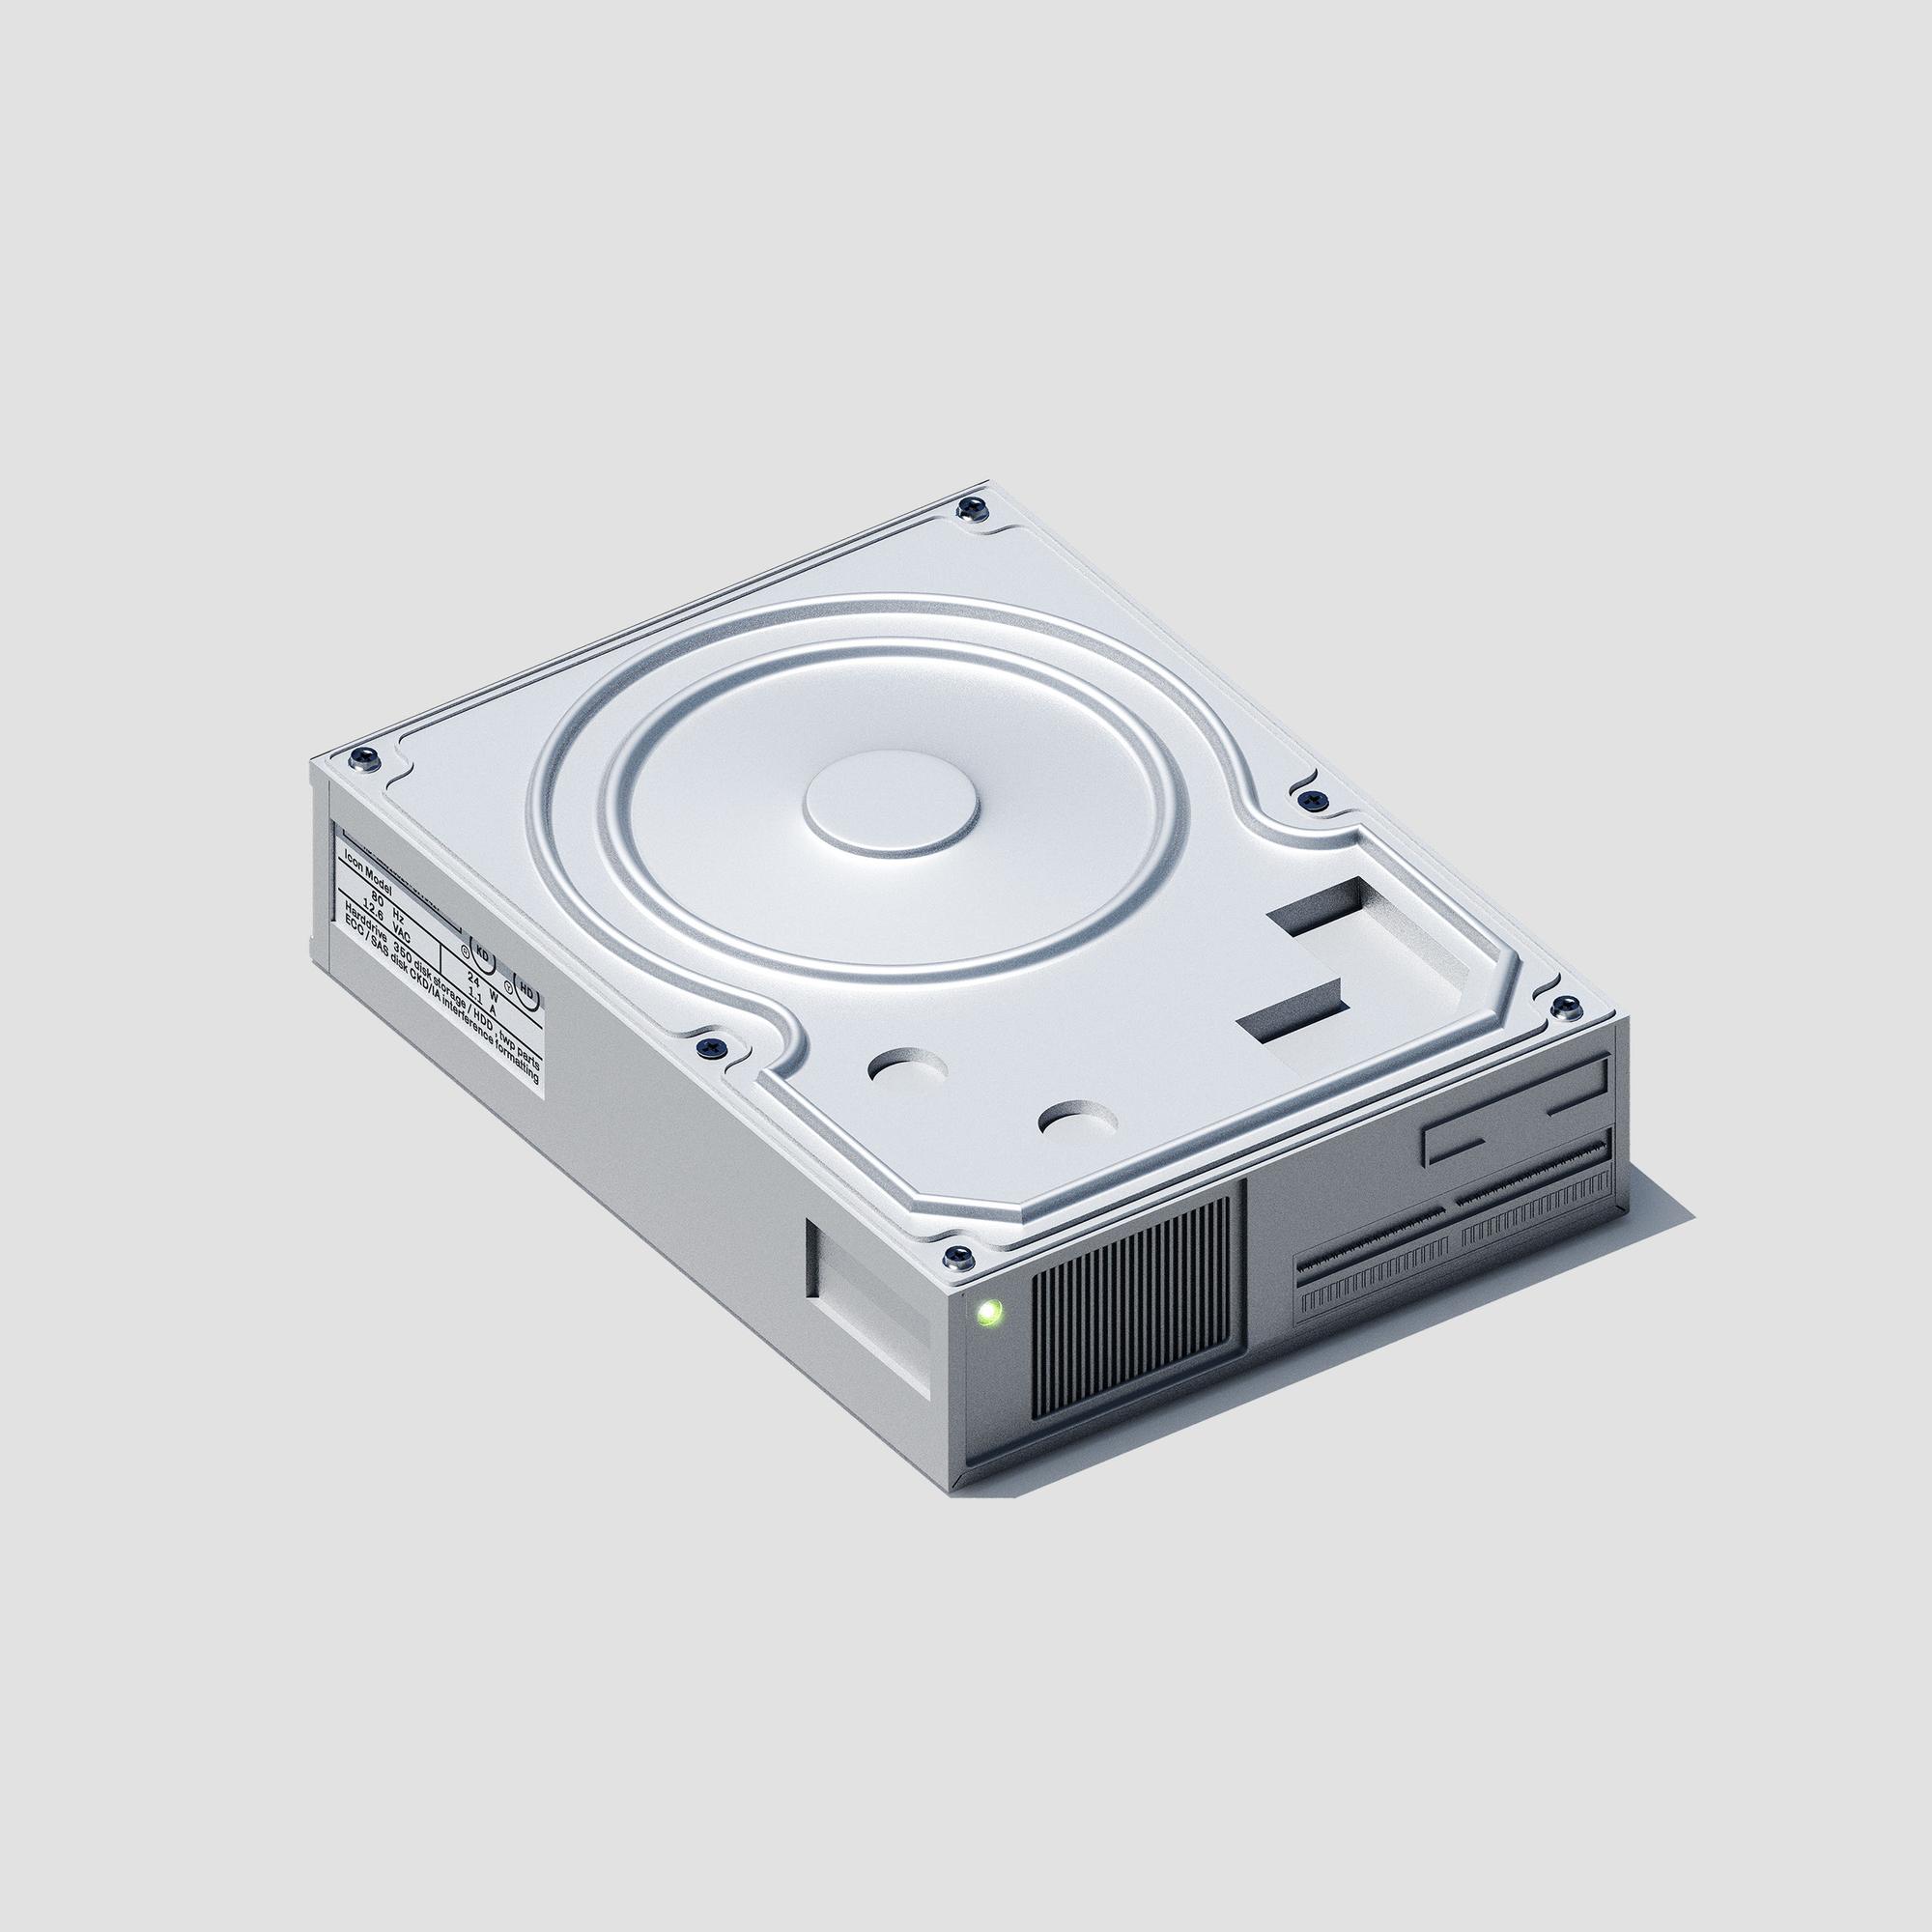 Icon Model
80 Hz
12.6 VAC
KD
HD
24 W
1.1 A
Harddrive 350 disk storage / HDD , twp parts
ECC / SAS disk CKD/IA interference formatting